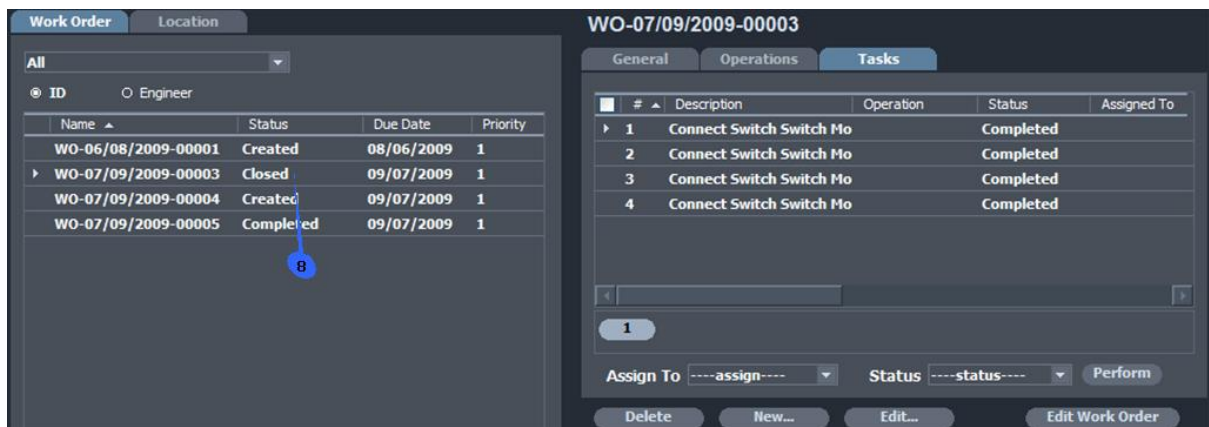 Work Order Location
All
ID Engineer
Name Status Due Date Priority
WO-06/08/2009-00001 Created 08/06/2009 1
WO-07/09/2009-00003 Closed 09/07/2009 1
WO-07/09/2009-00004 Created 09/07/2009 1
WO-07/09/2009-00005 Completed 09/07/2009 1
8
WO-07/09/2009-00003
General Operations Tasks
# Description Operation Status Assigned To
1 Connect Switch Switch Mo Completed
2 Connect Switch Switch Mo Completed
3 Connect Switch Switch Mo Completed
4 Connect Switch Switch Mo Completed
1
Assign To ----assign---- Status ----status---- Perform
Delete New... Edit... Edit Work Order